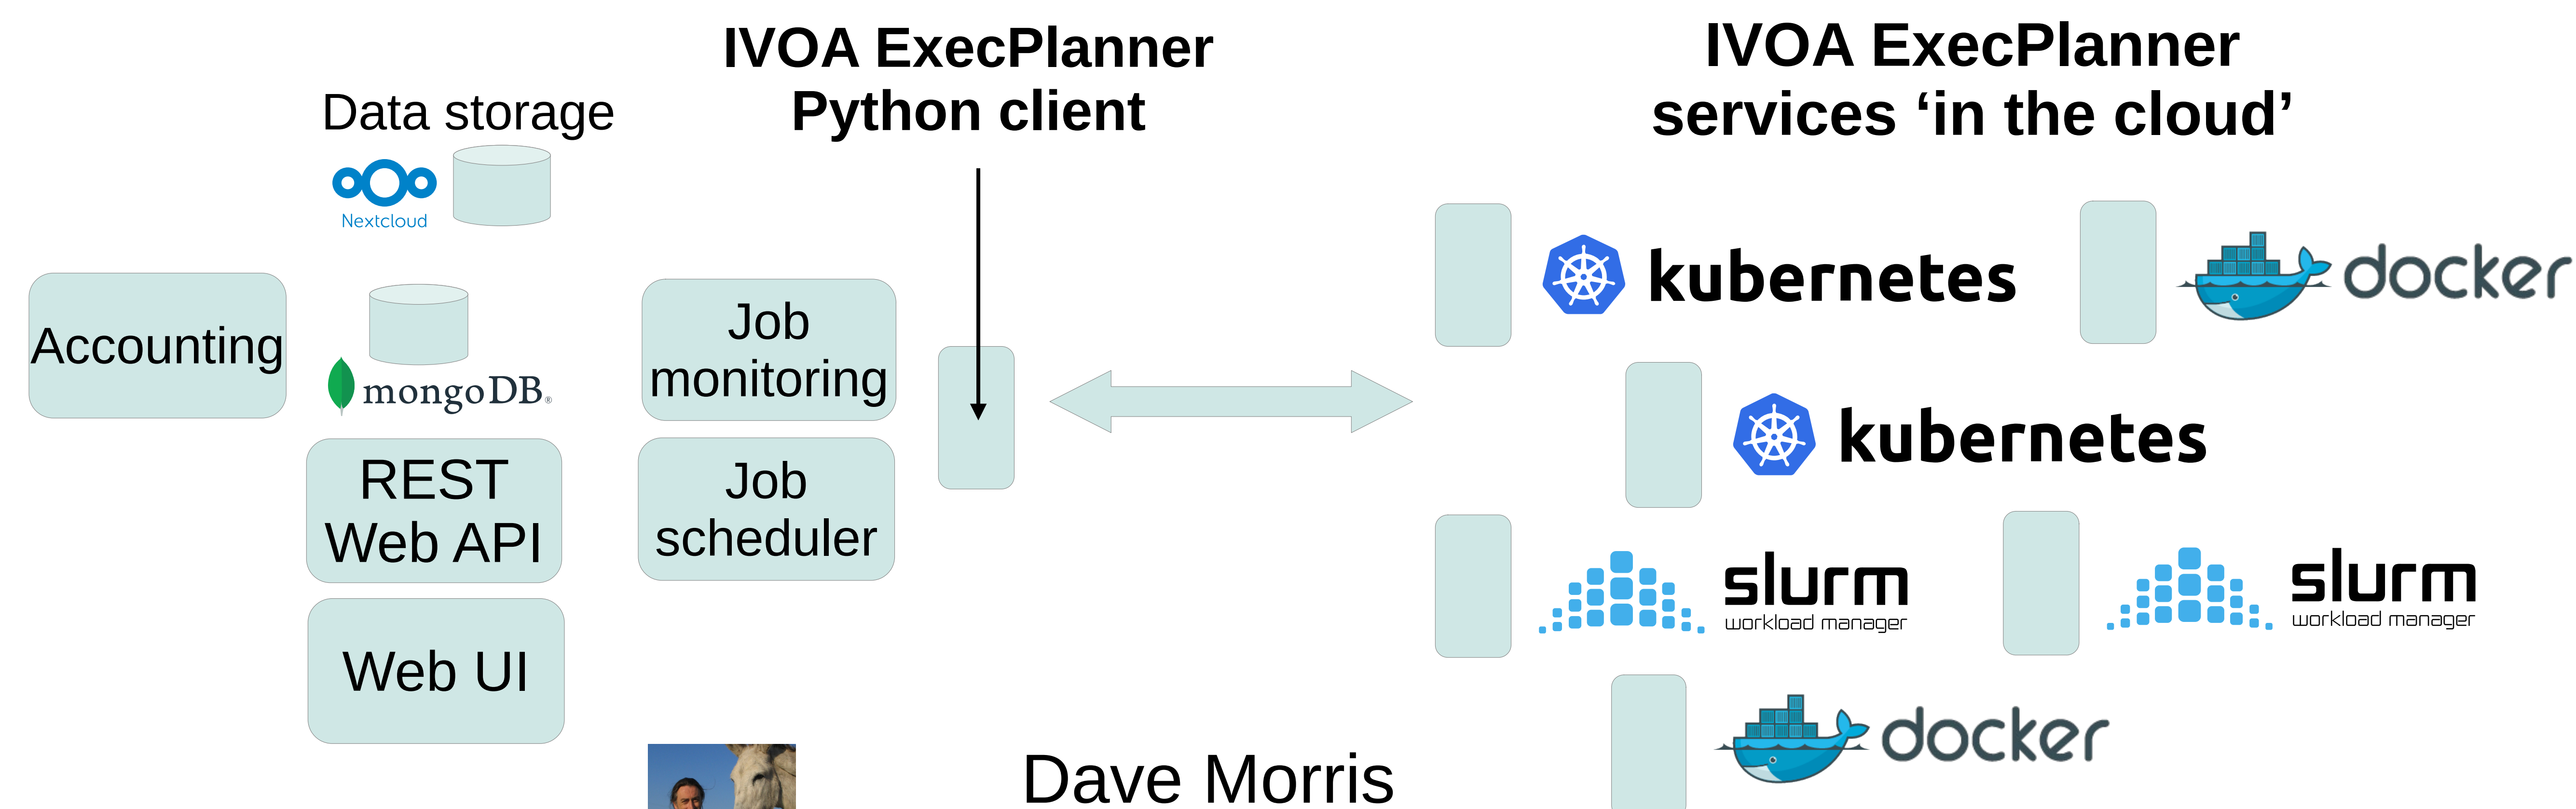 IVOA ExecPlanner
Python client
IVOA ExecPlanner
services ‘in the cloud’
Data storage
Nextcloud
Accounting
mongoDB®
REST
Web API
Web UI
Job
monitoring
Job
scheduler
kubernetes
docker
kubernetes
slurm
workload manager
slurm
workload manager
docker
Dave Morris